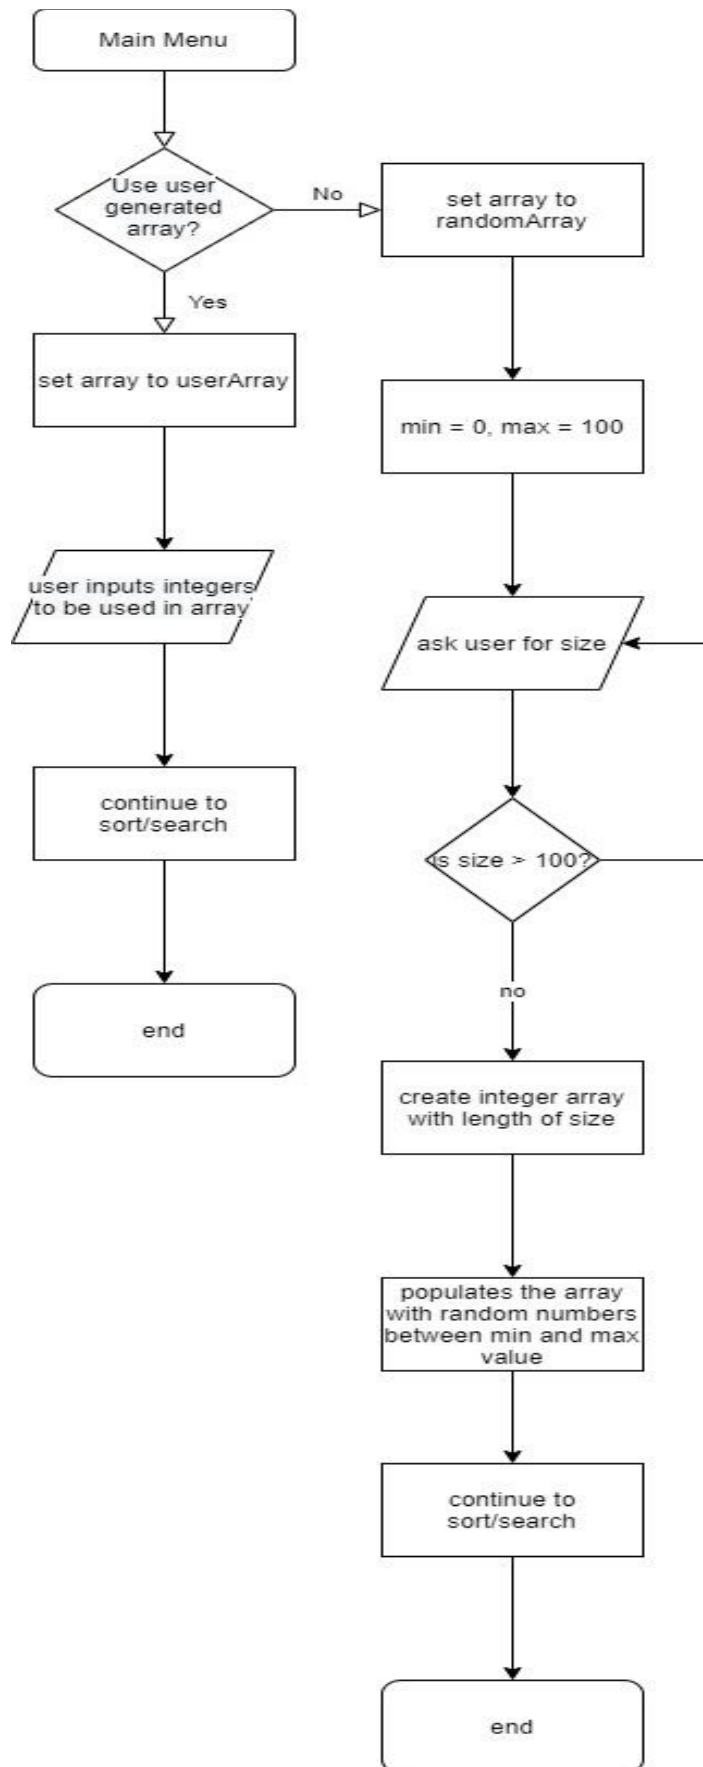 Main Menu
Use user
generated
array?
No
set array to
randomArray
Yes
set array to userArray
min = 0, max = 100
user inputs integers
to be used in array
ask user for size
continue to
sort/search
is size > 100?
end
no
create integer array
with length of size
populates the array
with random numbers
between min and max
value
continue to
sort/search
end